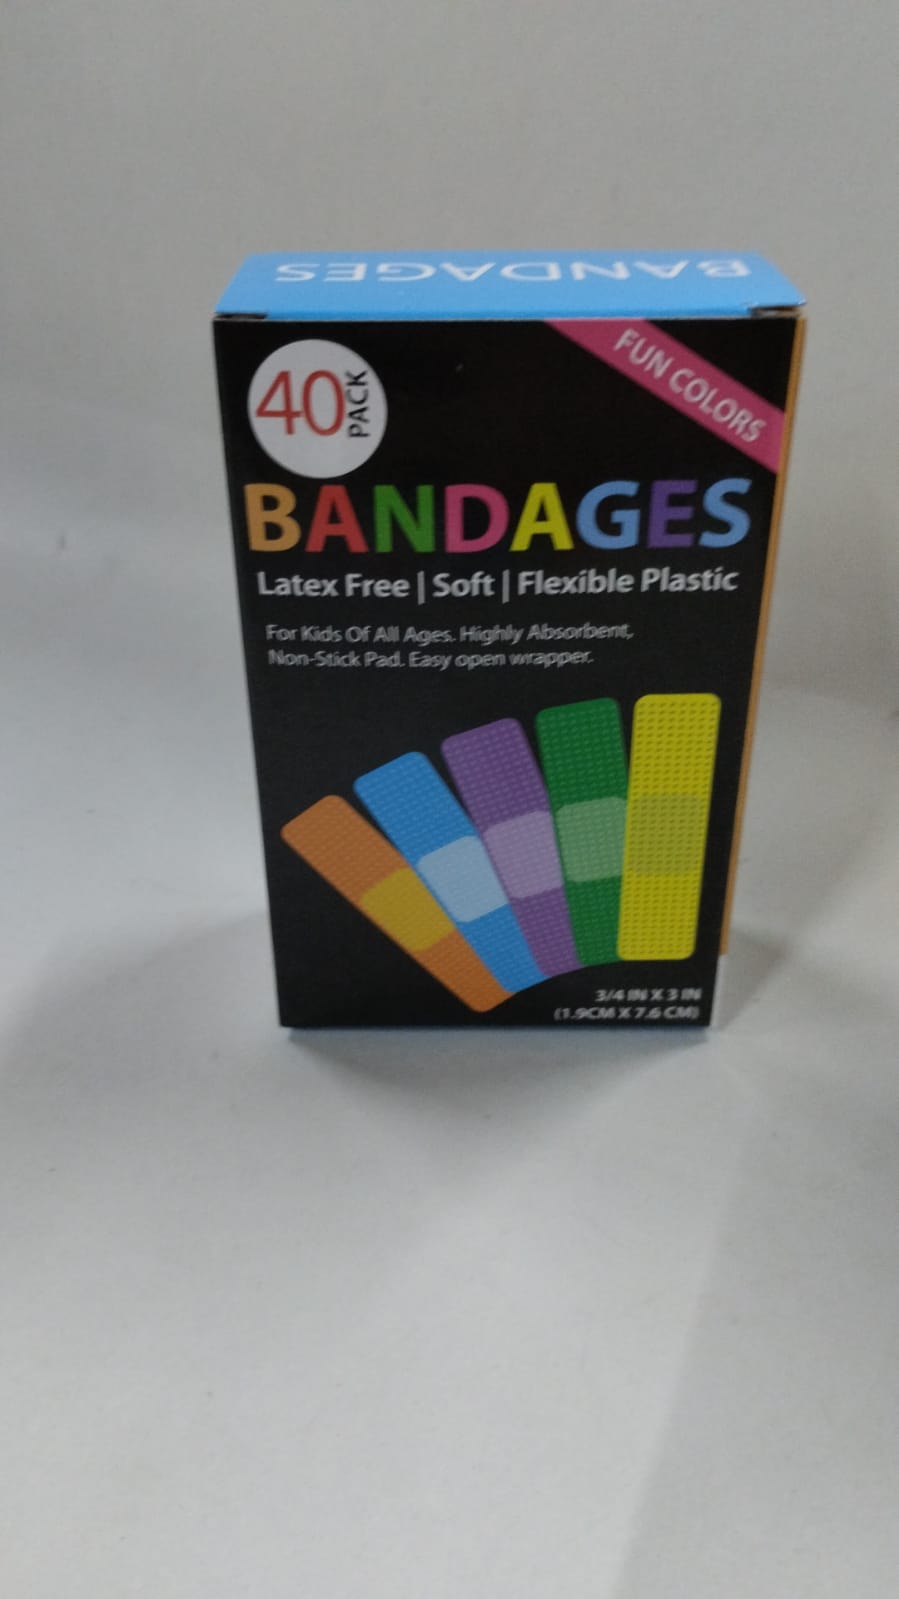 BANDAGES
40
PACK
FUN COLORS
BANDAGES
Latex Free | Soft | Flexible Plastic
For Kids Of All Ages. Highly Absorbent,
Non-Stick Pad. Easy open wrapper.
3/4 IN X 3 IN
(1.9CM X 7.6 CM)